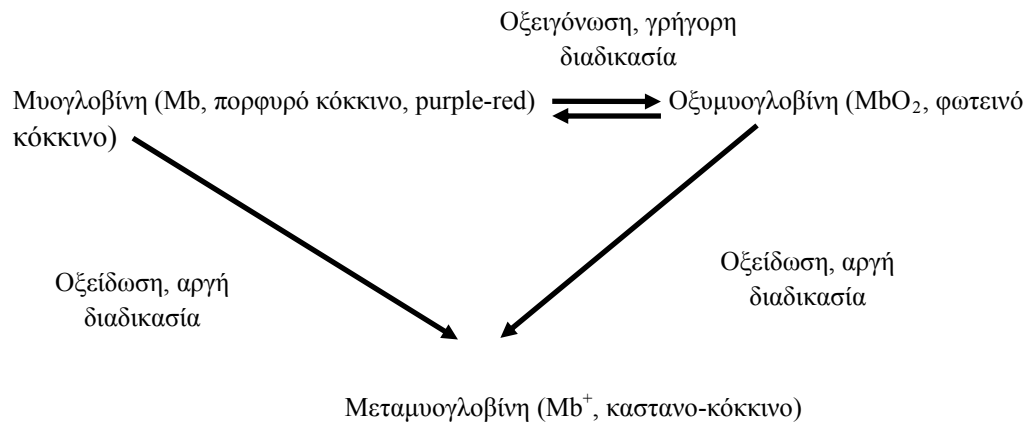 Οξειγόνωση, γρήγορη
διαδικασία
Μυογλοβίνη (Mb, πορφυρό κόκκινο, purple-red) Οξυμυογλοβίνη (MbO₂, φωτεινό
κόκκινο)
Οξείδωση, αργή
διαδικασία
Οξείδωση, αργή
διαδικασία
Μεταμυογλοβίνη (Mb⁺, καστανο-κόκκινο)